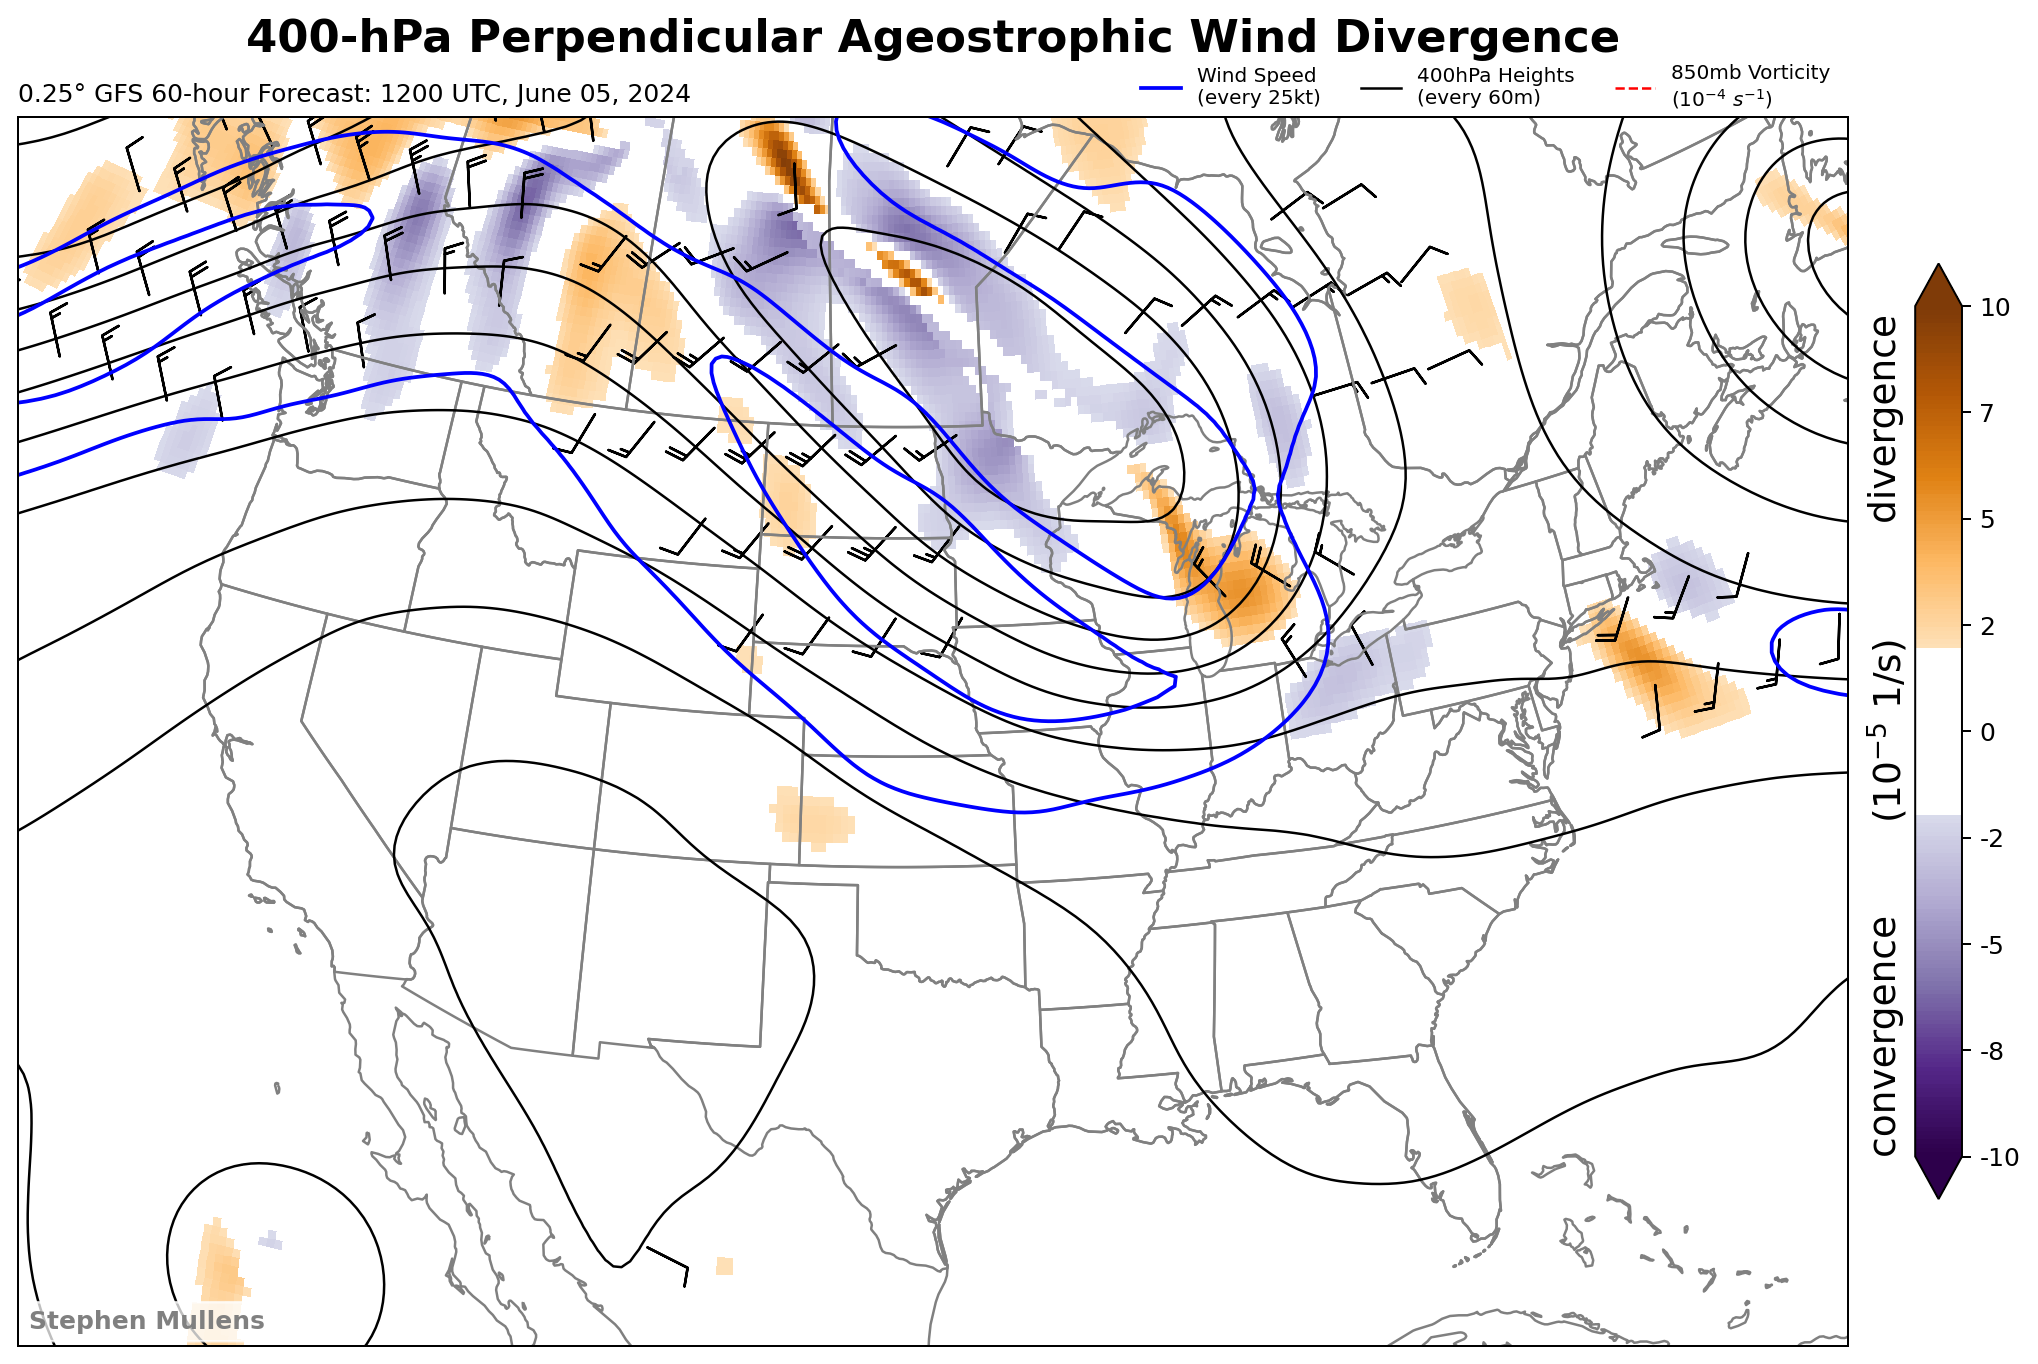 400-hPa Perpendicular Ageostrophic Wind Divergence
0.25° GFS 60-hour Forecast: 1200 UTC, June 05, 2024
Wind Speed
(every 25kt)
400hPa Heights
(every 60m)
850mb Vorticity
(10⁻⁴ s⁻¹)
10
7
5
2
0
-2
-5
-8
-10
convergence (10⁻⁵ 1/s) divergence
Stephen Mullens